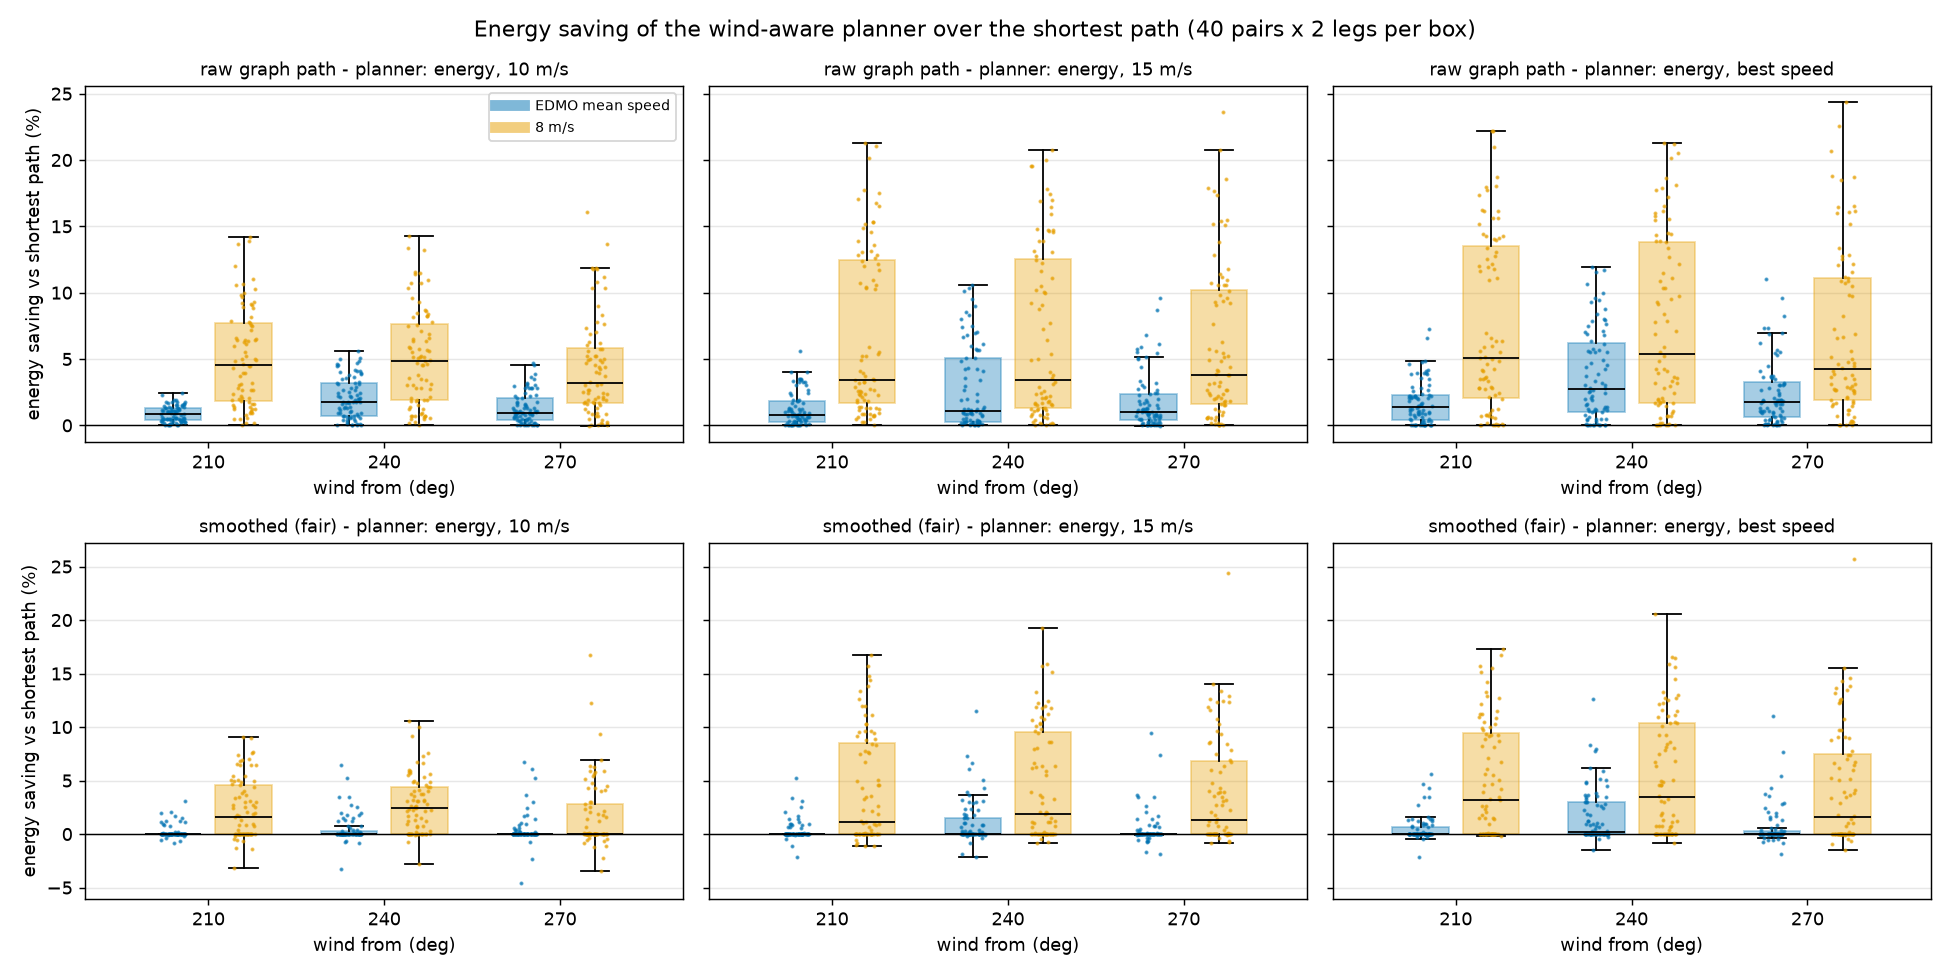 Energy saving of the wind-aware planner over the shortest path (40 pairs x 2 legs per box)
raw graph path - planner: energy, 10 m/s
raw graph path - planner: energy, 15 m/s
raw graph path - planner: energy, best speed
energy saving vs shortest path (%)
25
20
15
10
5
0
EDMO mean speed
8 m/s
210
240
270
210
240
270
210
240
270
wind from (deg)
wind from (deg)
wind from (deg)
smoothed (fair) - planner: energy, 10 m/s
smoothed (fair) - planner: energy, 15 m/s
smoothed (fair) - planner: energy, best speed
energy saving vs shortest path (%)
25
20
15
10
5
0
−5
210
240
270
210
240
270
210
240
270
wind from (deg)
wind from (deg)
wind from (deg)